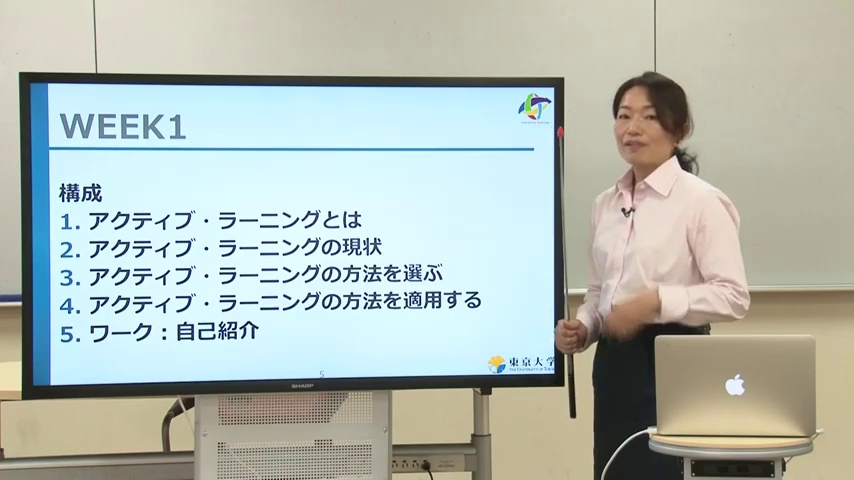 WEEK1
構成
1. アクティブ・ラーニングとは
2. アクティブ・ラーニングの現状
3. アクティブ・ラーニングの方法を選ぶ
4. アクティブ・ラーニングの方法を適用する
5. ワーク：自己紹介
5
東京大学
SHARP